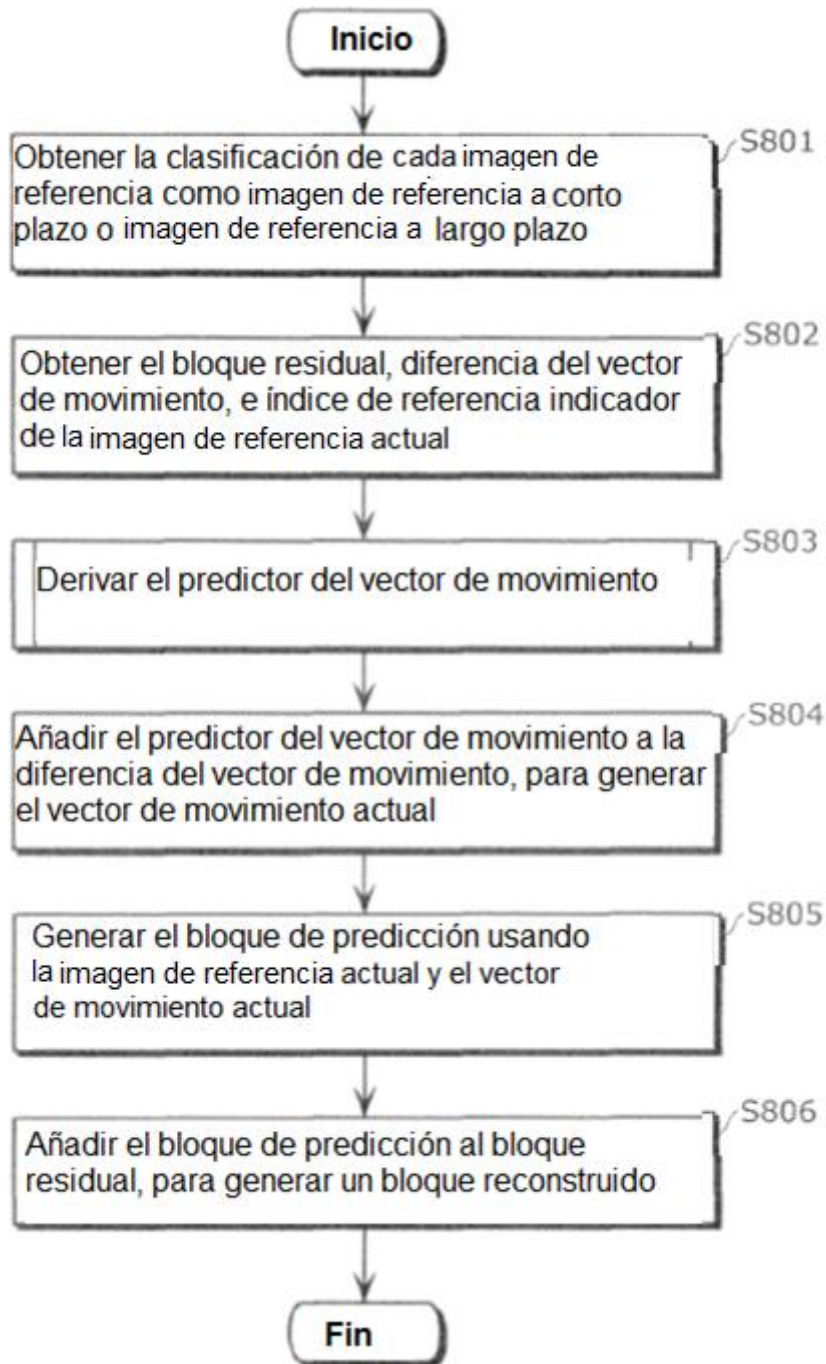 Inicio
S801
Obtener la clasificación de cada imagen de
referencia como imagen de referencia a corto
plazo o imagen de referencia a largo plazo
S802
Obtener el bloque residual, diferencia del vector
de movimiento, e índice de referencia indicador
de la imagen de referencia actual
S803
Derivar el predictor del vector de movimiento
S804
Añadir el predictor del vector de movimiento a la
diferencia del vector de movimiento, para generar
el vector de movimiento actual
S805
Generar el bloque de predicción usando
la imagen de referencia actual y el vector
de movimiento actual
S806
Añadir el bloque de predicción al bloque
residual, para generar un bloque reconstruido
Fin